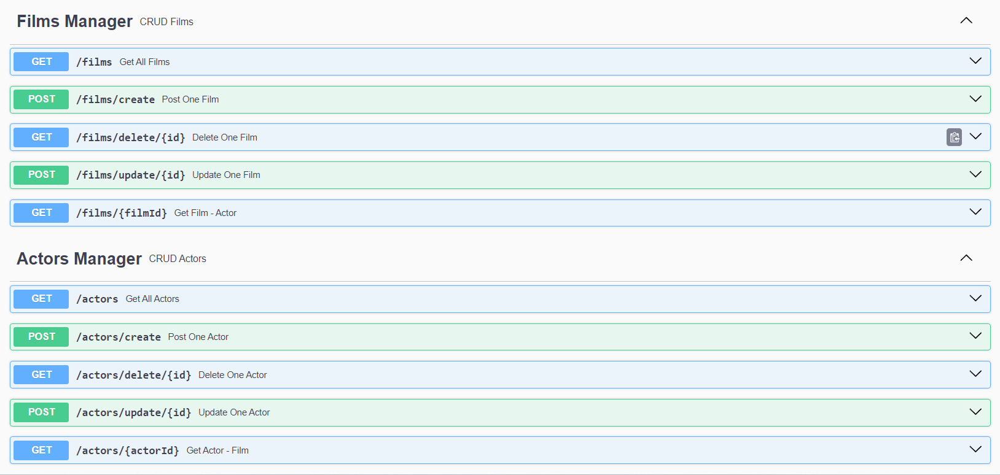 Films Manager CRUD Films
GET /films Get All Films
POST /films/create Post One Film
GET /films/delete/{id} Delete One Film
POST /films/update/{id} Update One Film
GET /films/{filmId} Get Film - Actor
Actors Manager CRUD Actors
GET /actors Get All Actors
POST /actors/create Post One Actor
GET /actors/delete/{id} Delete One Actor
POST /actors/update/{id} Update One Actor
GET /actors/{actorId} Get Actor - Film